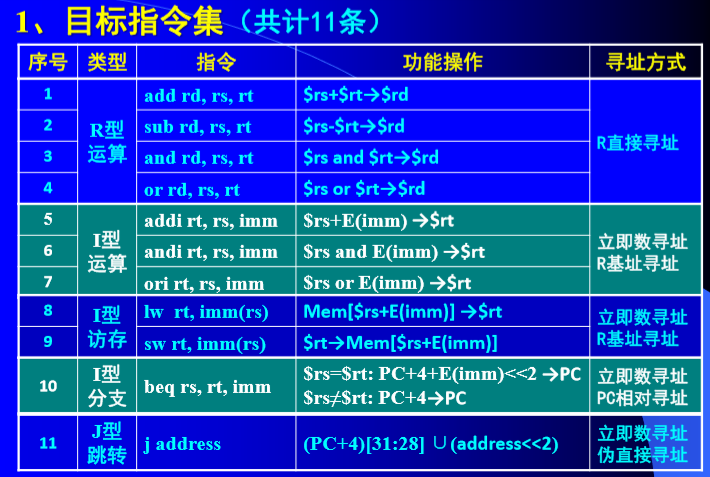 1、目标指令集（共计11条）
序号 类型 指令 功能操作 寻址方式
1 add rd, rs, rt $rs+$rt→$rd
2 sub rd, rs, rt $rs-$rt→$rd
R型
运算
R直接寻址
3 and rd, rs, rt $rs and $rt→$rd
4 or rd, rs, rt $rs or $rt→$rd
5 addi rt, rs, imm $rs+E(imm) →$rt
I型
运算
立即数寻址
R基址寻址
6 andi rt, rs, imm $rs and E(imm) →$rt
7 ori rt, rs, imm $rs or E(imm) →$rt
8 lw rt, imm(rs) Mem[$rs+E(imm)] →$rt
I型
访存
立即数寻址
R基址寻址
9 sw rt, imm(rs) $rt→Mem[$rs+E(imm)]
10
I型
分支
beq rs, rt, imm
$rs=$rt: PC+4+E(imm)<<2 →PC
$rs≠$rt: PC+4→PC
立即数寻址
PC相对寻址
11
J型
跳转
j address
(PC+4)[31:28] ∪(address<<2)
立即数寻址
伪直接寻址